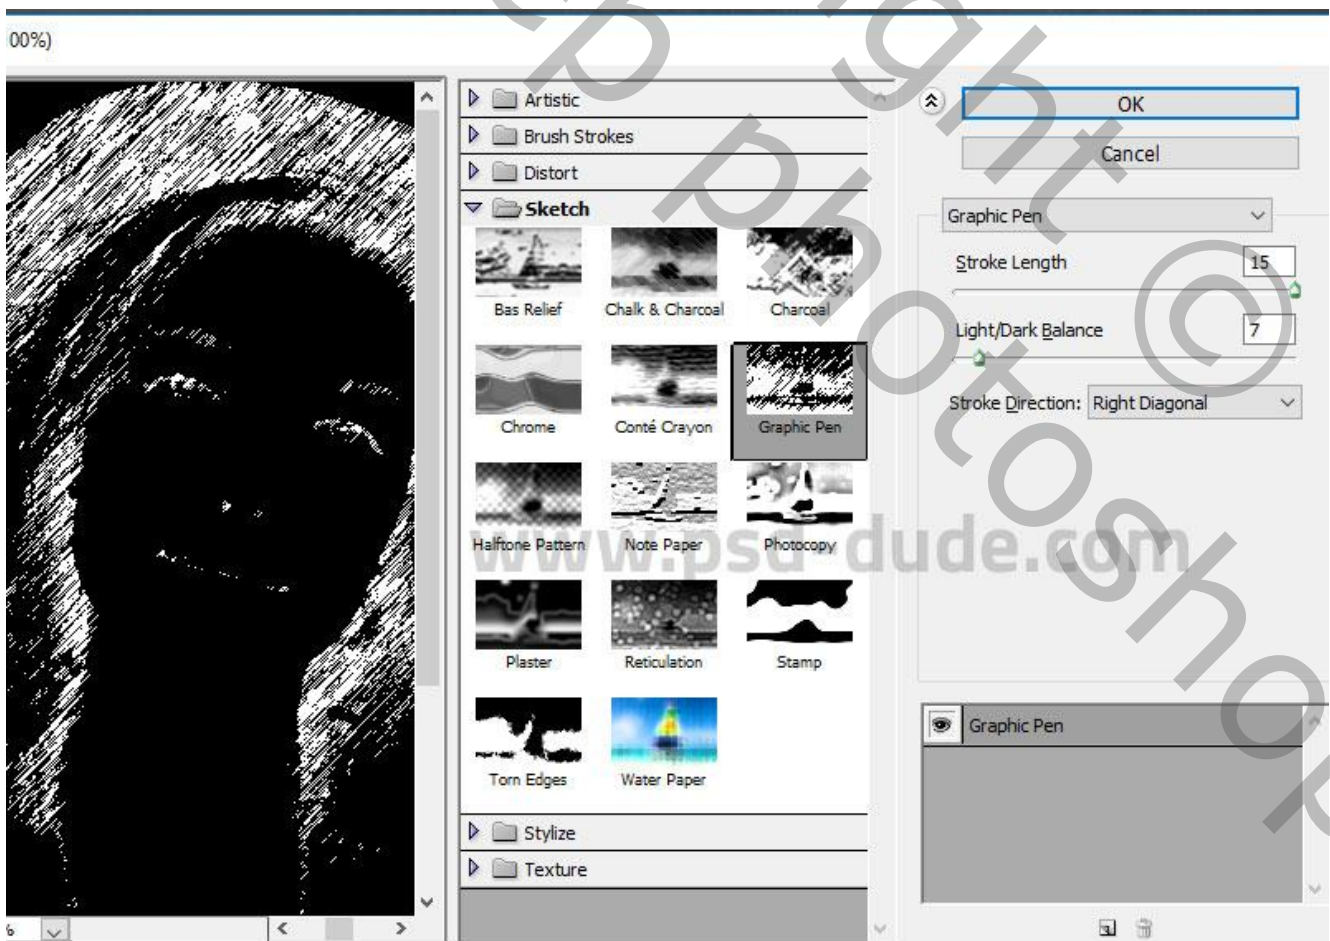 00%)
Artistic
Brush Strokes
Distort
Sketch
Bas Relief
Chalk & Charcoal
Charcoal
Chrome
Conté Crayon
Graphic Pen
Halftone Pattern
Note Paper
Photocopy
Plaster
Reticulation
Stamp
Torn Edges
Water Paper
Stylize
Texture
OK
Cancel
Graphic Pen
Stroke Length 15
Light/Dark Balance 7
Stroke Direction: Right Diagonal
Graphic Pen
%
www.psd-dude.com
photoshop
©